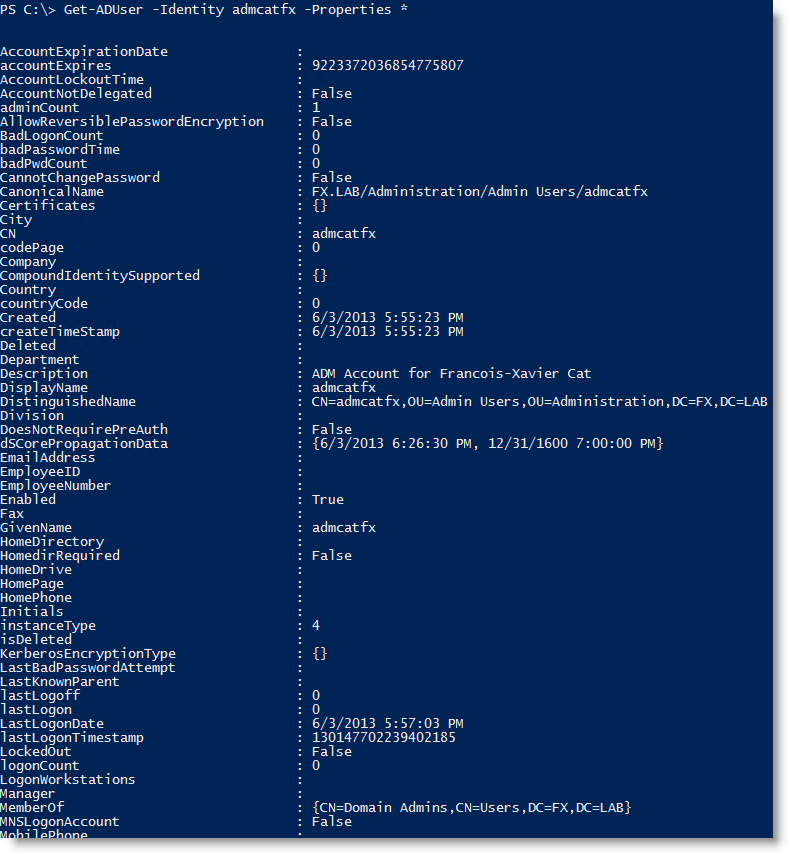 PS C:\> Get-ADUser -Identity admcatfx -Properties *
AccountExpirationDate :
accountExpires : 9223372036854775807
AccountLockoutTime :
AccountNotDelegated : False
adminCount : 1
AllowReversiblePasswordEncryption : False
BadLogonCount : 0
badPasswordTime : 0
badPwdCount : 0
CannotChangePassword : False
CanonicalName : FX.LAB/Administration/Admin Users/admcatfx
Certificates : {}
City :
CN : admcatfx
codePage : 0
Company :
CompoundIdentitySupported : {}
Country :
countryCode : 0
Created : 6/3/2013 5:55:23 PM
createTimeStamp : 6/3/2013 5:55:23 PM
Deleted :
Department :
Description : ADM Account for Francois-Xavier Cat
DisplayName : admcatfx
DistinguishedName : CN=admcatfx,OU=Admin Users,OU=Administration,DC=FX,DC=LAB
Division :
DoesNotRequirePreAuth : False
dSCorePropagationData : {6/3/2013 6:26:30 PM, 12/31/1600 7:00:00 PM}
EmailAddress :
EmployeeID :
EmployeeNumber :
Enabled : True
Fax :
GivenName : admcatfx
HomeDirectory :
HomedirRequired : False
HomeDrive :
HomePage :
HomePhone :
Initials :
instanceType : 4
isDeleted :
KerberosEncryptionType : {}
LastBadPasswordAttempt :
LastKnownParent :
lastLogoff : 0
lastLogon : 0
LastLogonDate : 6/3/2013 5:57:03 PM
lastLogonTimestamp : 130147702239402185
LockedOut : False
logonCount : 0
LogonWorkstations :
Manager :
MemberOf : {CN=Domain Admins,CN=Users,DC=FX,DC=LAB}
MNSLogonAccount : False
MobilePhone :